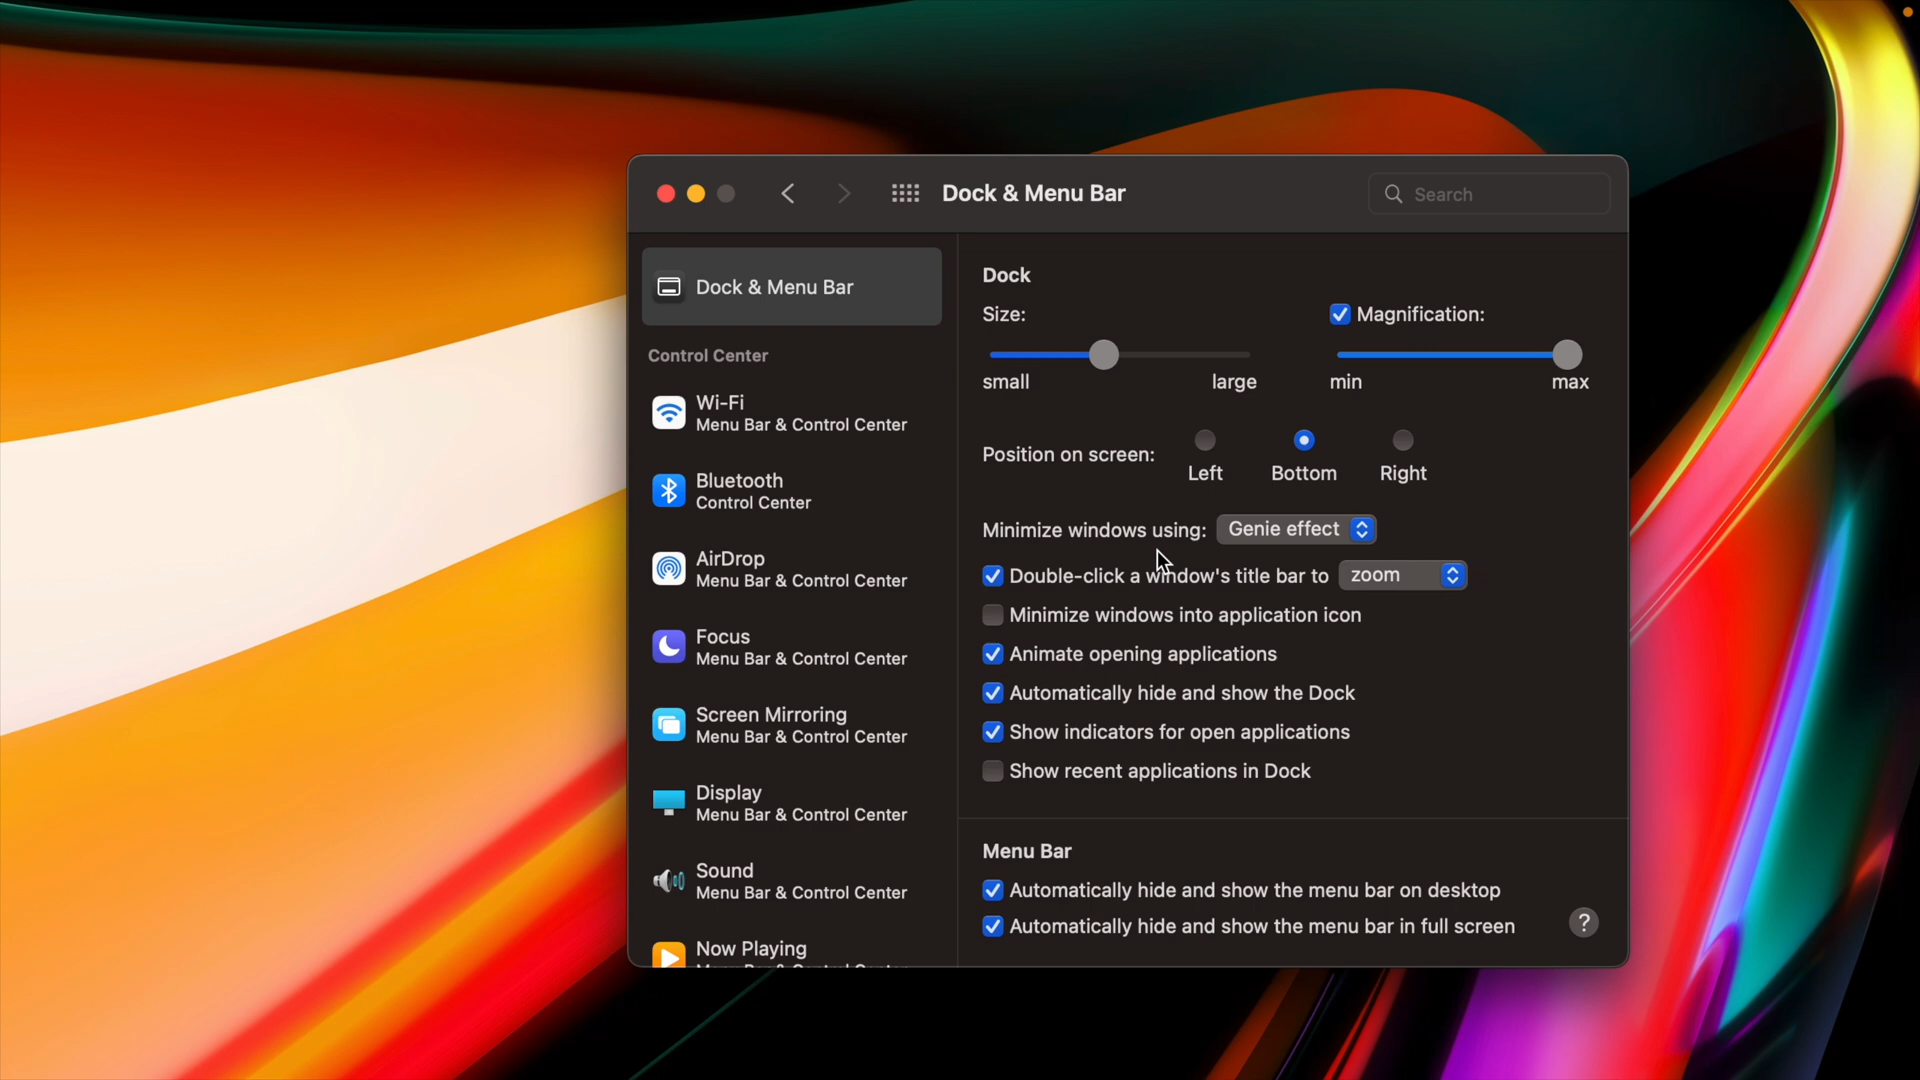 Dock & Menu Bar
Search
Dock & Menu Bar
Control Center
Wi-Fi
Menu Bar & Control Center
Bluetooth
Control Center
AirDrop
Menu Bar & Control Center
Focus
Menu Bar & Control Center
Screen Mirroring
Menu Bar & Control Center
Display
Menu Bar & Control Center
Sound
Menu Bar & Control Center
Now Playing
Dock
Size:
Magnification:
small
large
min
max
Position on screen:
Left
Bottom
Right
Minimize windows using:
Genie effect
Double-click a window's title bar to
zoom
Minimize windows into application icon
Animate opening applications
Automatically hide and show the Dock
Show indicators for open applications
Show recent applications in Dock
Menu Bar
Automatically hide and show the menu bar on desktop
Automatically hide and show the menu bar in full screen
?